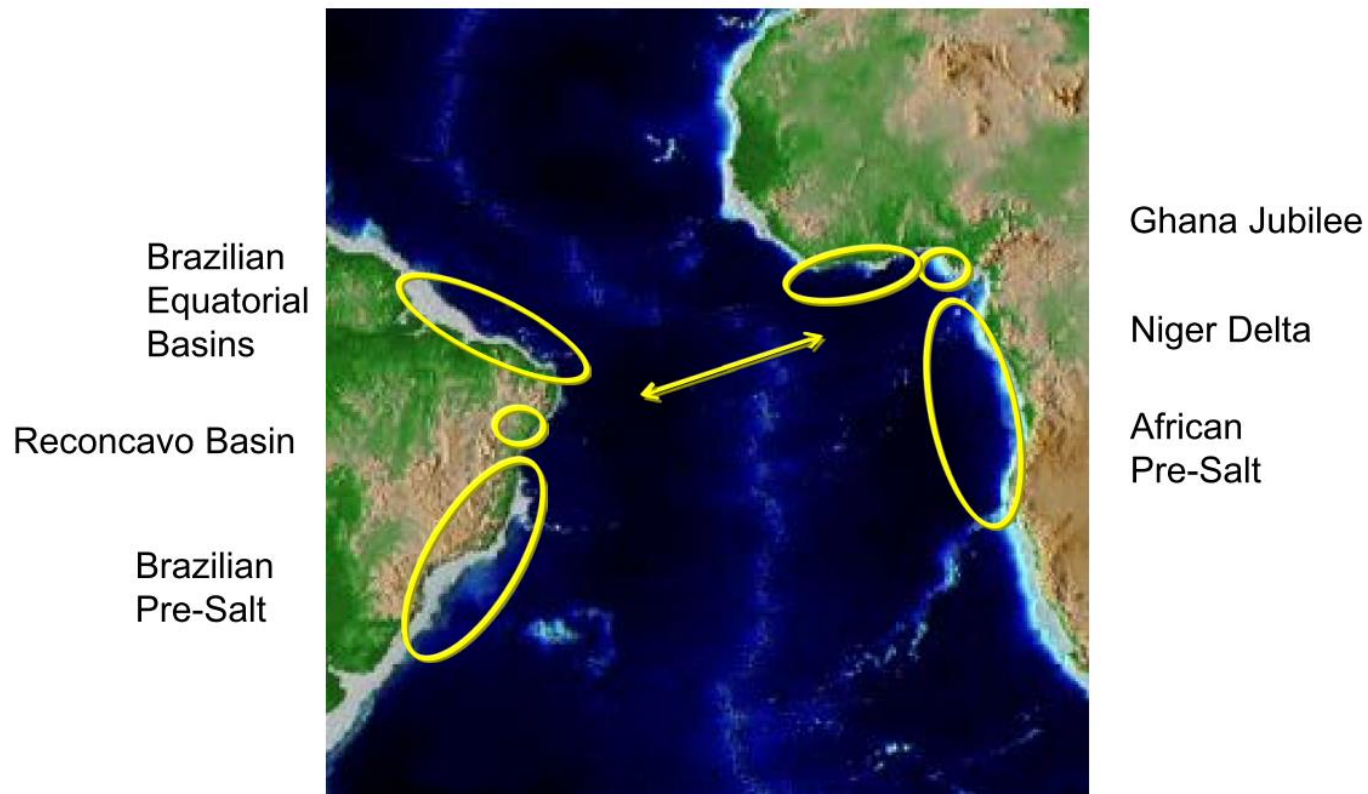 Brazilian
Equatorial
Basins
Reconcavo Basin
Brazilian
Pre-Salt
Ghana Jubilee
Niger Delta
African
Pre-Salt